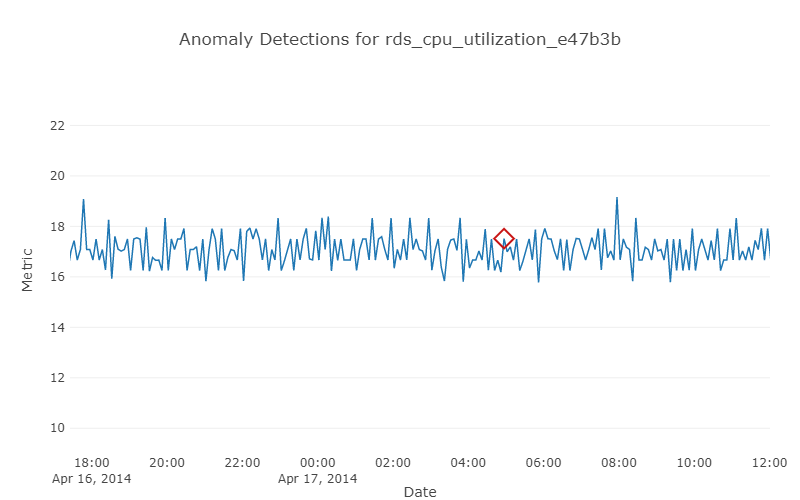 Anomaly Detections for rds_cpu_utilization_e47b3b
22
20
18
16
14
12
10
Metric
18:00 20:00 22:00 00:00 02:00 04:00 06:00 08:00 10:00 12:00
Apr 16, 2014 Apr 17, 2014
Date